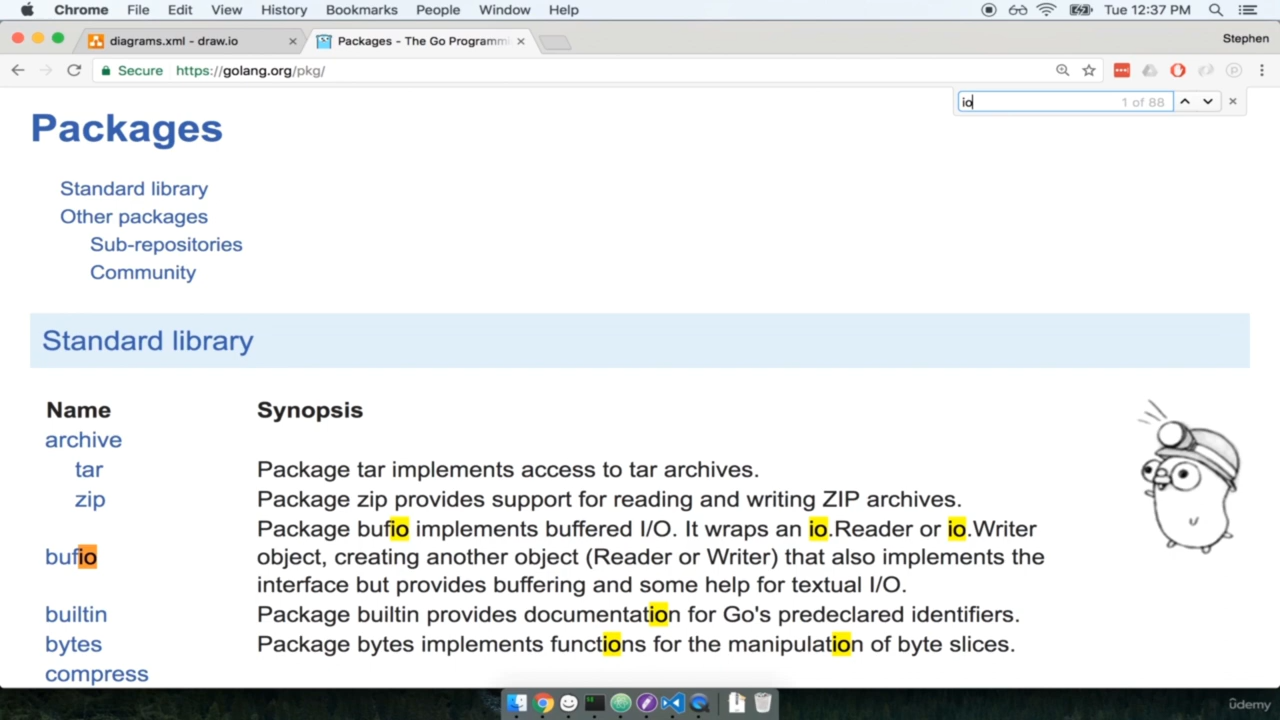 Chrome File Edit View History Bookmarks People Window Help Tue 12:37 PM
diagrams.xml - draw.io Packages - The Go Programmi Stephen
Secure https://golang.org/pkg/
io 1 of 88
Packages
Standard library
Other packages
Sub-repositories
Community
Standard library
Name Synopsis
archive
tar Package tar implements access to tar archives.
zip Package zip provides support for reading and writing ZIP archives.
Package bufio implements buffered I/O. It wraps an io.Reader or io.Writer
bufio object, creating another object (Reader or Writer) that also implements the
interface but provides buffering and some help for textual I/O.
builtin Package builtin provides documentation for Go's predeclared identifiers.
bytes Package bytes implements functions for the manipulation of byte slices.
compress
udemy